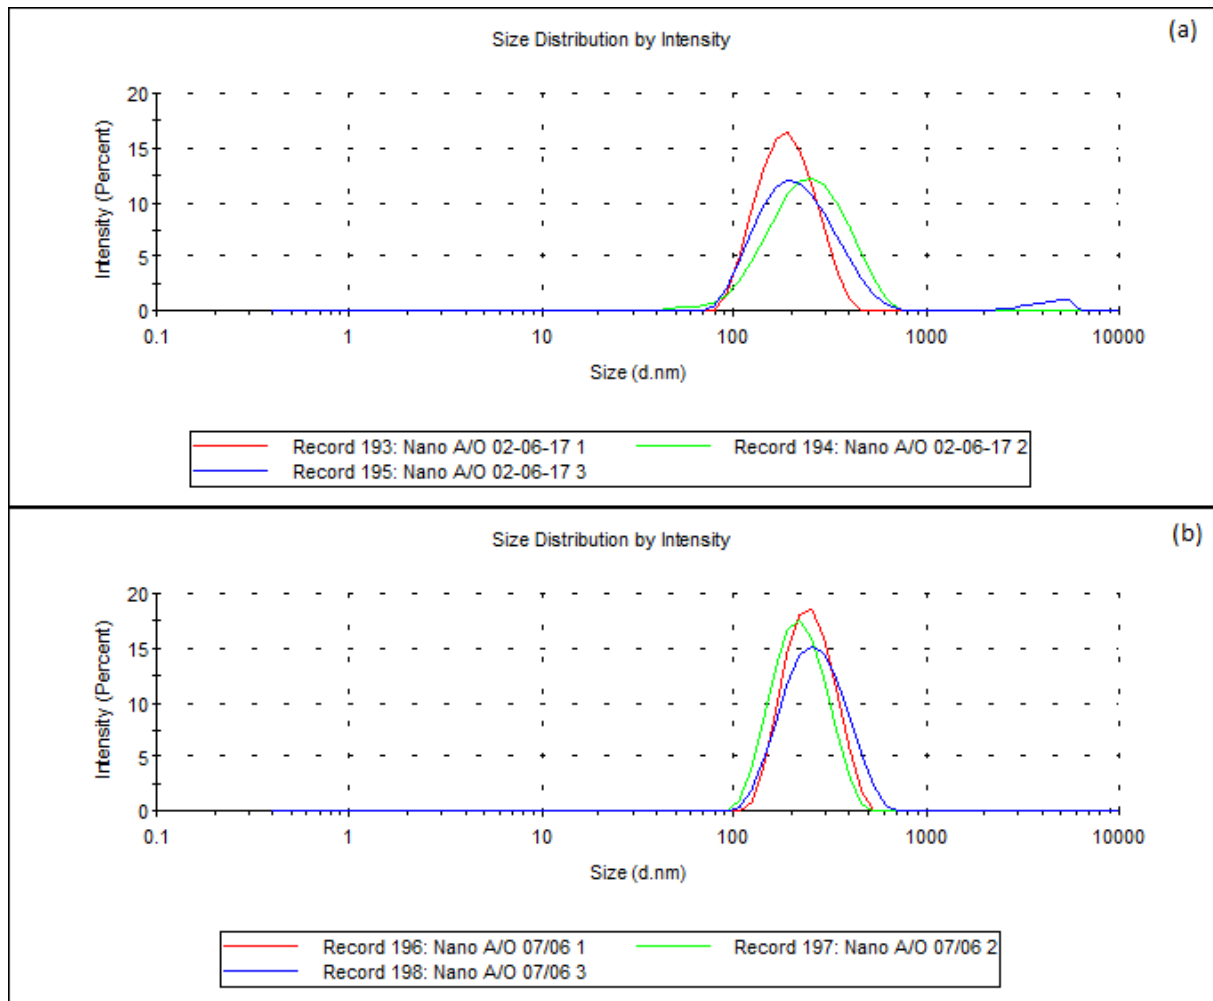 (a)
Size Distribution by Intensity
20
15
10
5
0
Intensity (Percent)
0.1 1 10 100 1000 10000
Size (d.nm)
Record 193: Nano A/O 02-06-17 1 Record 194: Nano A/O 02-06-17 2
Record 195: Nano A/O 02-06-17 3
(b)
Size Distribution by Intensity
20
15
10
5
0
Intensity (Percent)
0.1 1 10 100 1000 10000
Size (d.nm)
Record 196: Nano A/O 07/06 1 Record 197: Nano A/O 07/06 2
Record 198: Nano A/O 07/06 3